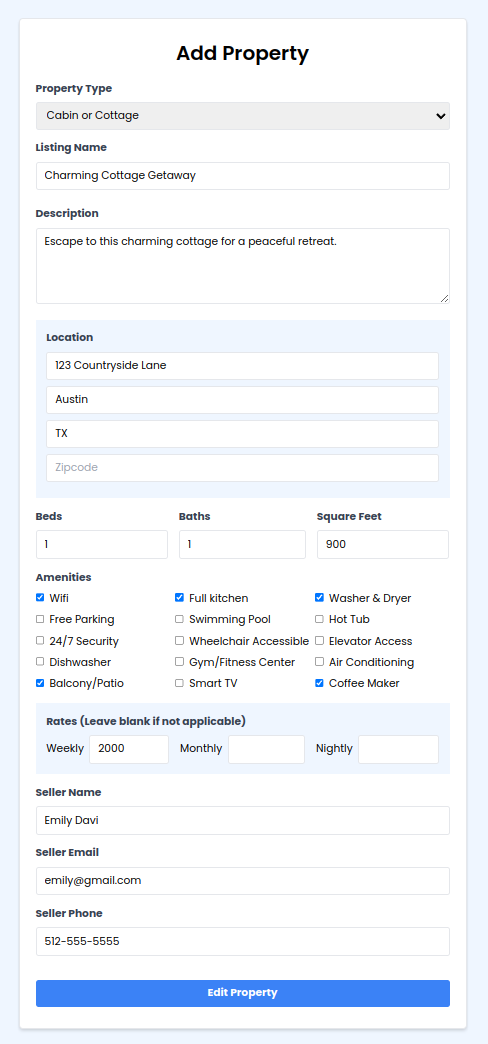 Add Property
Property Type
Cabin or Cottage
Listing Name
Charming Cottage Getaway
Description
Escape to this charming cottage for a peaceful retreat.
Location
123 Countryside Lane
Austin
TX
Zipcode
Beds Baths Square Feet
1 1 900
Amenities
Wifi Full kitchen Washer & Dryer
Free Parking Swimming Pool Hot Tub
24/7 Security Wheelchair Accessible Elevator Access
Dishwasher Gym/Fitness Center Air Conditioning
Balcony/Patio Smart TV Coffee Maker
Rates (Leave blank if not applicable)
Weekly 2000 Monthly Nightly
Seller Name
Emily Davi
Seller Email
emily@gmail.com
Seller Phone
512-555-5555
Edit Property